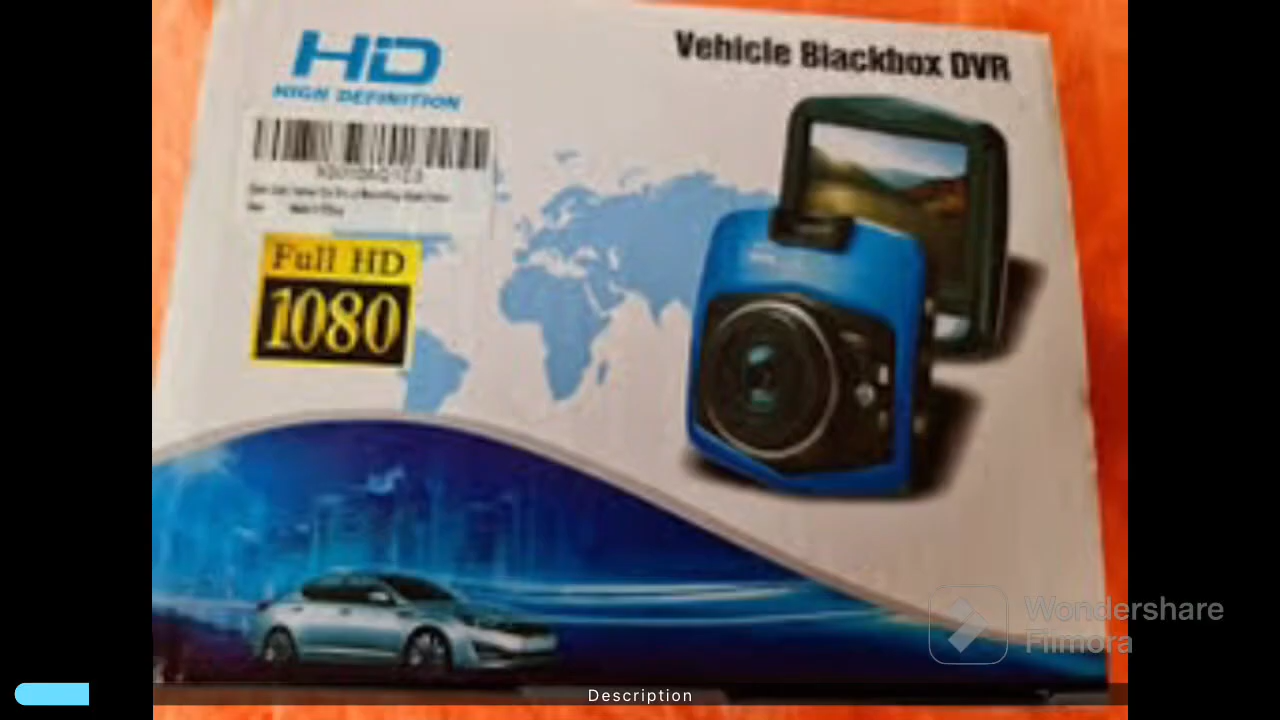 HD
HIGH DEFINITION
Vehicle Blackbox DVR
Full HD
1080
Wondershare
Filmora
Description